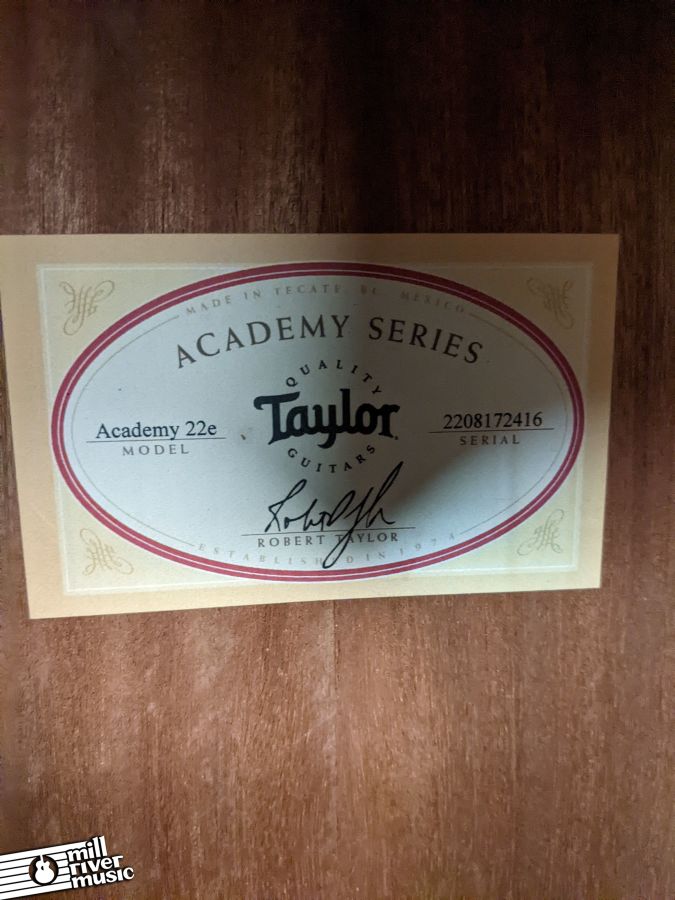 MADE IN TECATE, BC, MEXICO
ACADEMY SERIES
QUALITY
Taylor
GUITARS
Academy 22e
MODEL
2208172416
SERIAL
ROBERT TAYLOR
ESTABLISHED IN 1974
mill
river
music